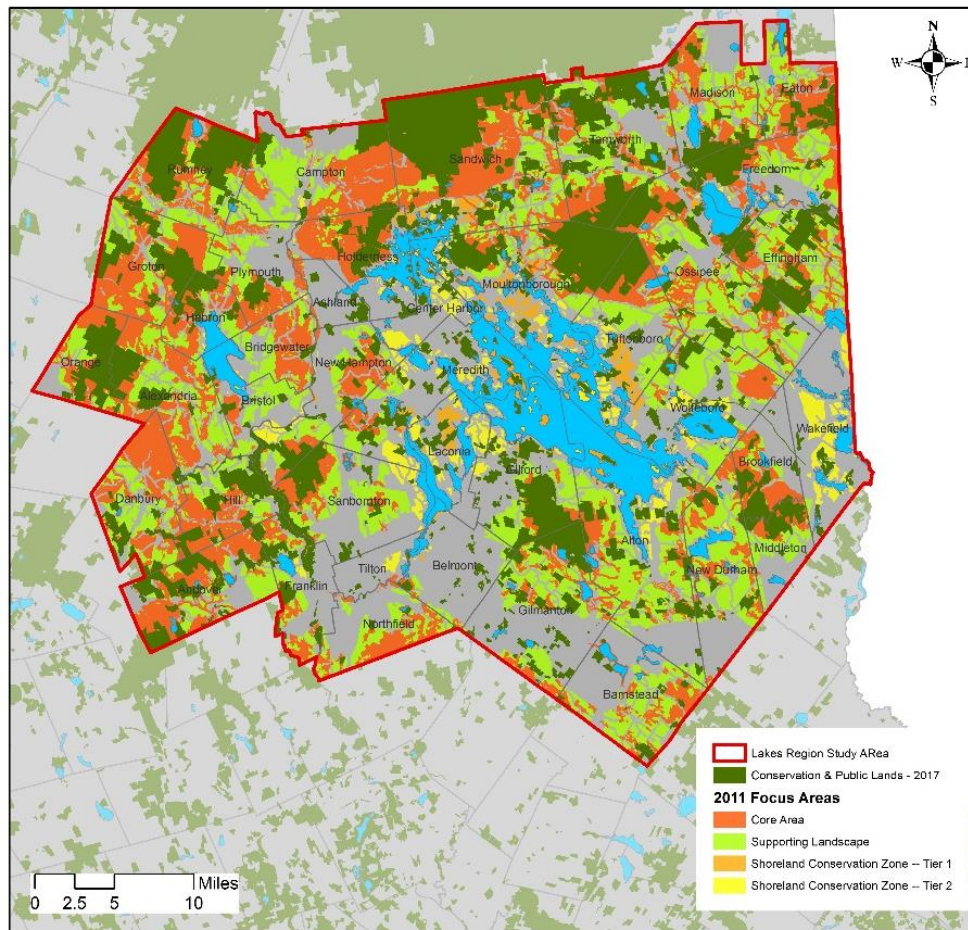 N
W E
S
Madison
Eaton
Tamworth
Sandwich
Rumney
Campton
Freedom
Holderness
Effingham
Groton
Plymouth
Ossipee
Moultonborough
Ashland
Center Harbor
Hebron
Tuftonboro
Bridgewater
Orange
New Hampton
Meredith
Alexandria
Bristol
Wolfeboro
Wakefield
Laconia
Brookfield
Gilford
Danbury
Hill
Sanbornton
Alton
Middleton
Tilton
Belmont
New Durham
Andover
Franklin
Gilmanton
Northfield
Barnstead
Lakes Region Study ARea
Conservation & Public Lands - 2017
2011 Focus Areas
Core Area
Supporting Landscape
Shoreland Conservation Zone -- Tier 1
Shoreland Conservation Zone -- Tier 2
Miles
0 2.5 5 10